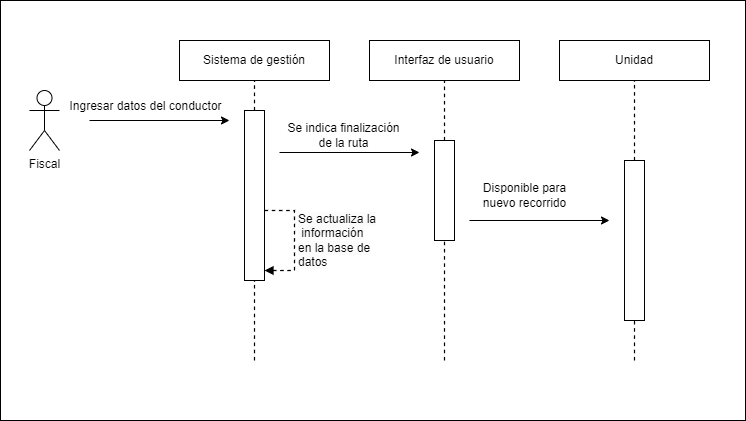 Sistema de gestión
Interfaz de usuario
Unidad
Ingresar datos del conductor
Fiscal
Se indica finalización
de la ruta
Disponible para
nuevo recorrido
Se actualiza la
información
en la base de
datos